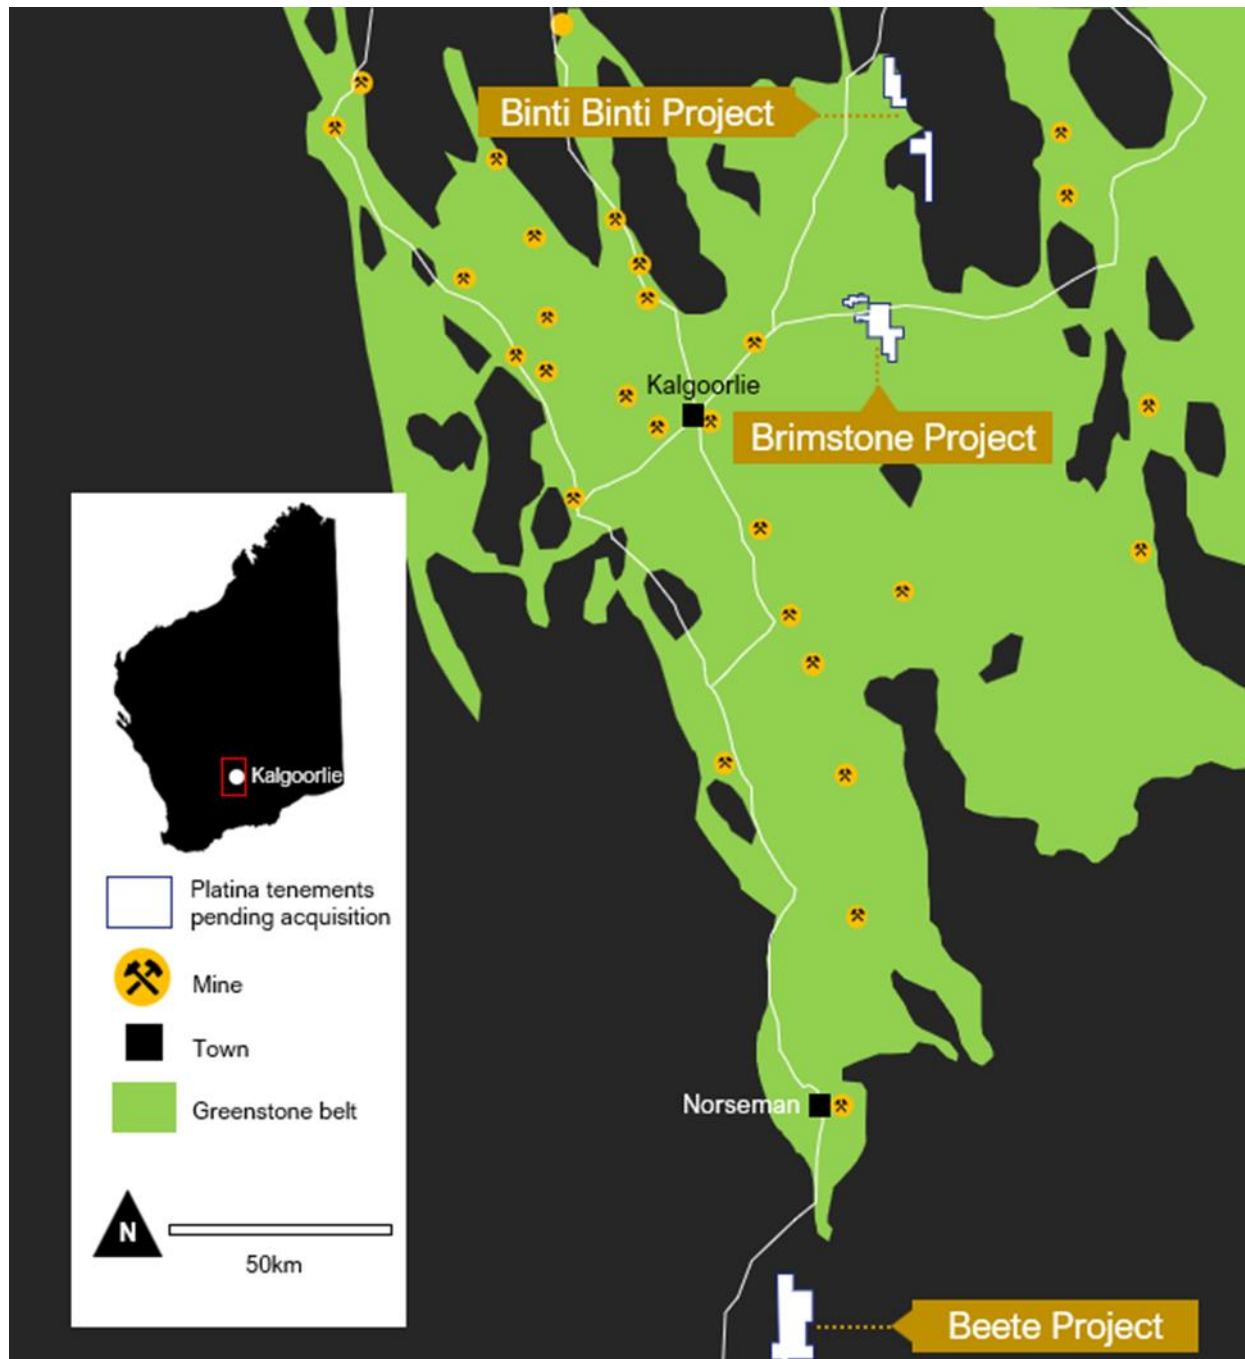 Binti Binti Project
Kalgoorlie
Brimstone Project
Kalgoorlie
Platina tenements
pending acquisition
Mine
Town
Greenstone belt
N
50km
Norseman
Beete Project